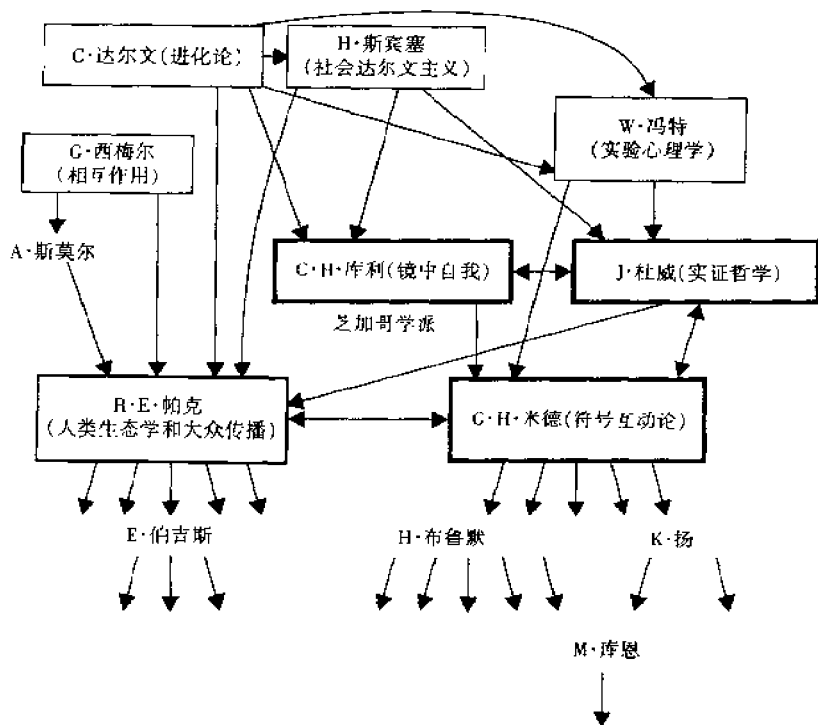 C·达尔文(进化论)
H·斯宾塞
(社会达尔文主义)
W·冯特
(实验心理学)
G·西梅尔
(相互作用)
A·斯莫尔
C·H·库利(镜中自我)
J·杜威(实证哲学)
芝加哥学派
R·E·帕克
(人类生态学和大众传播)
G·H·米德(符号互动论)
E·伯吉斯
H·布鲁默
K·扬
M·库恩